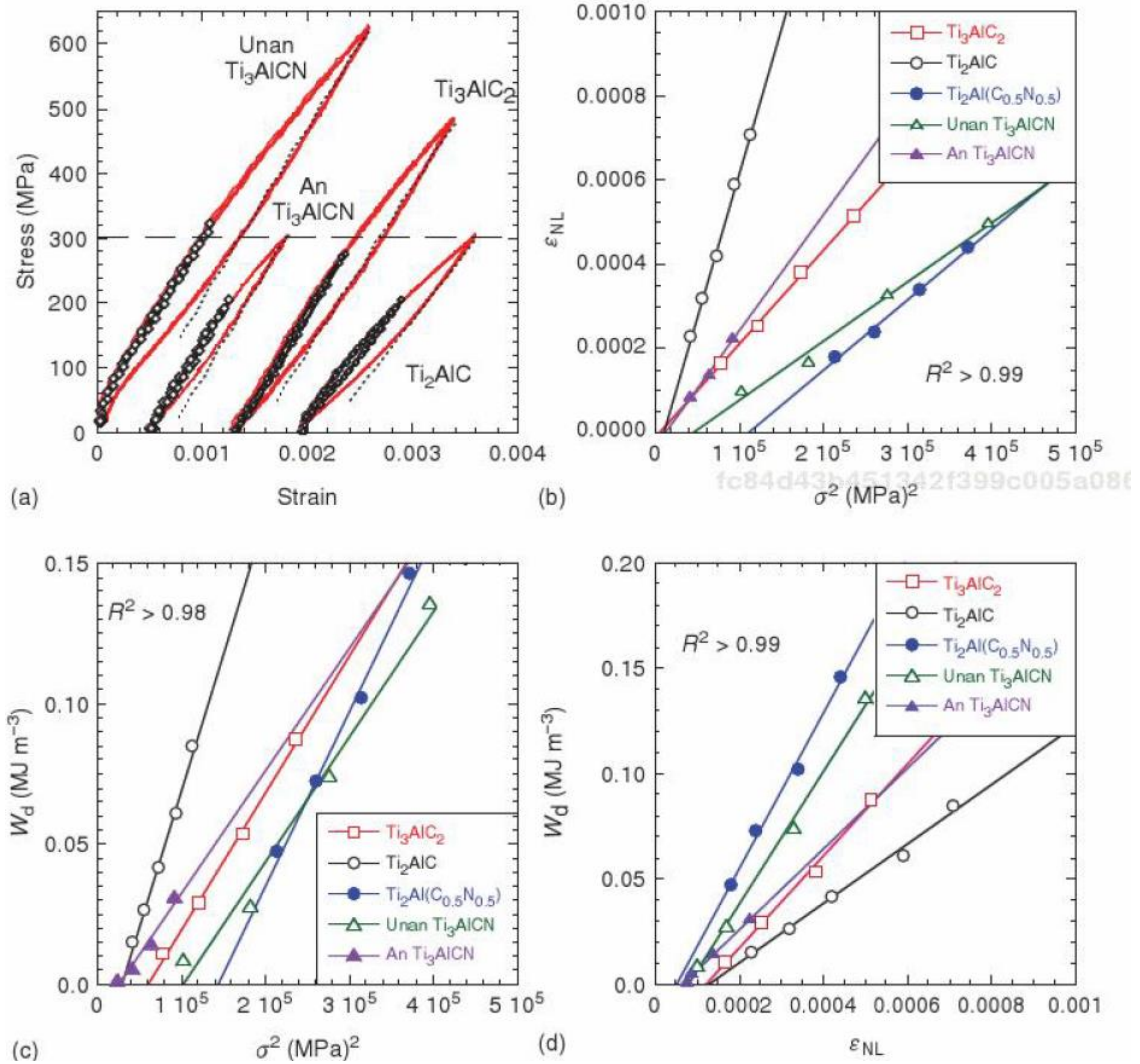 600
500
400
300
200
100
0
Stress (MPa)
Unan
Ti₃AlCN
Ti₃AlC₂
An
Ti₃AlCN
Ti₂AlC
0
0.001
0.002
0.003
0.004
(a)
Strain
0.0010
0.0008
0.0006
0.0004
0.0002
0.0000
ε_NL
Ti₃AlC₂
Ti₂AlC
Ti₂Al(C₀.₅N₀.₅)
Unan Ti₃AlCN
An Ti₃AlCN
R² > 0.99
0
1 10⁵
2 10⁵
3 10⁵
4 10⁵
5 10⁵
fc84d43b451342f399c005a086
(b)
σ² (MPa)²
0.15
0.10
0.05
0.0
W_d (MJ m⁻³)
R² > 0.98
Ti₃AlC₂
Ti₂AlC
Ti₂Al(C₀.₅N₀.₅)
Unan Ti₃AlCN
An Ti₃AlCN
0
1 10⁵
2 10⁵
3 10⁵
4 10⁵
5 10⁵
(c)
σ² (MPa)²
0.20
0.15
0.10
0.05
0.00
W_d (MJ m⁻³)
R² > 0.99
Ti₃AlC₂
Ti₂AlC
Ti₂Al(C₀.₅N₀.₅)
Unan Ti₃AlCN
An Ti₃AlCN
0
0.0002
0.0004
0.0006
0.0008
0.001
(d)
ε_NL